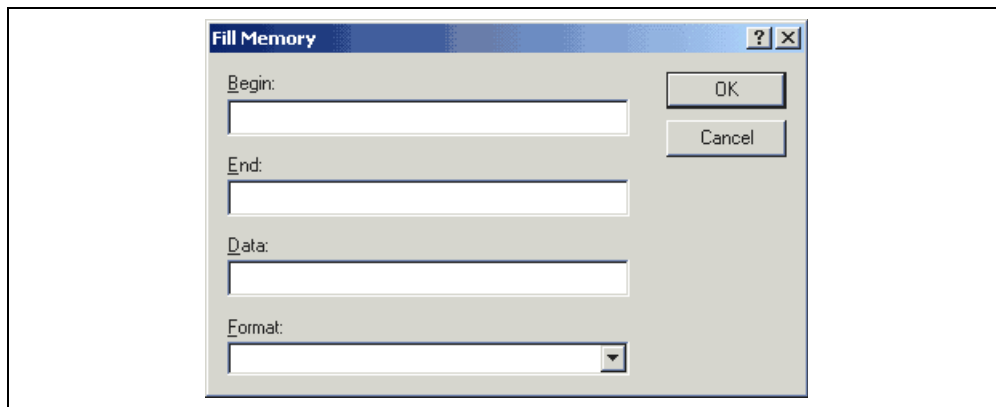 Fill Memory
Begin:
OK
Cancel
End:
Data:
Format: